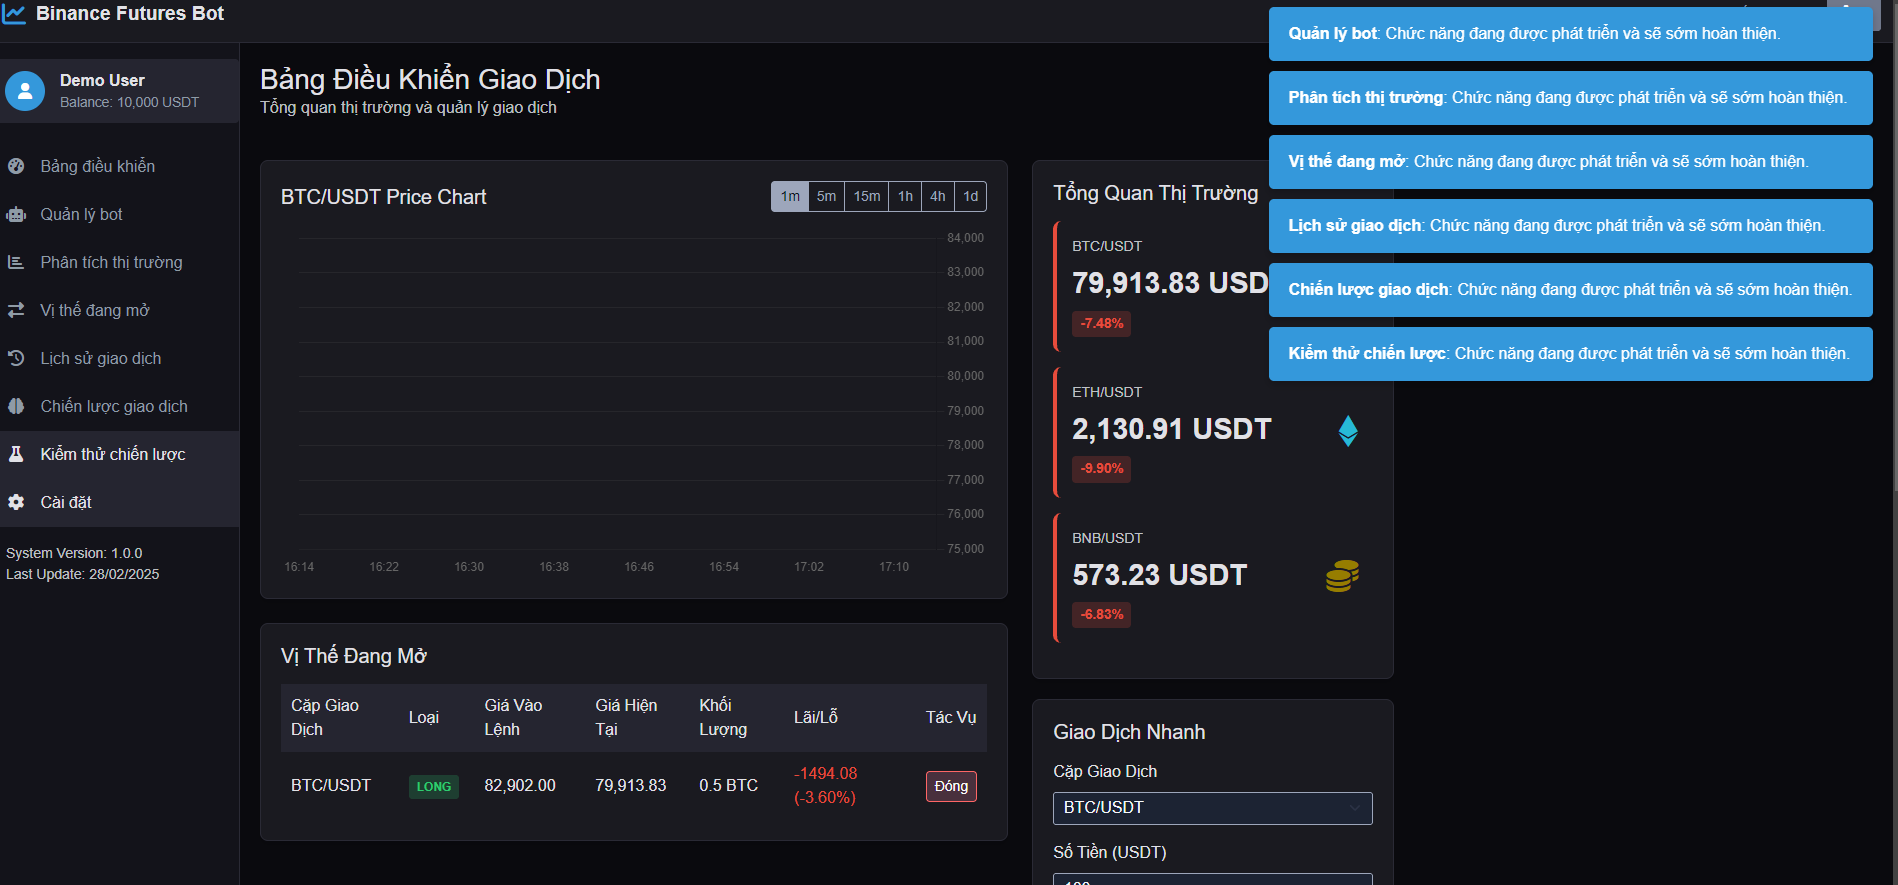 Binance Futures Bot
Demo User
Balance: 10,000 USDT
Bảng điều khiển
Quản lý bot
Phân tích thị trường
Vị thế đang mở
Lịch sử giao dịch
Chiến lược giao dịch
Kiểm thử chiến lược
Cài đặt
System Version: 1.0.0
Last Update: 28/02/2025
Bảng Điều Khiển Giao Dịch
Tổng quan thị trường và quản lý giao dịch
BTC/USDT Price Chart
1m 5m 15m 1h 4h 1d
84,000
83,000
82,000
81,000
80,000
79,000
78,000
77,000
76,000
75,000
16:14 16:22 16:30 16:38 16:46 16:54 17:02 17:10
Vị Thế Đang Mở
Cặp Giao Dịch Loại Giá Vào Lệnh Giá Hiện Tại Khối Lượng Lãi/Lỗ Tác Vụ
BTC/USDT LONG 82,902.00 79,913.83 0.5 BTC -1494.08 (-3.60%) Đóng
Tổng Quan Thị Trường
BTC/USDT
79,913.83 USD
-7.48%
ETH/USDT
2,130.91 USDT
-9.90%
BNB/USDT
573.23 USDT
-6.83%
Giao Dịch Nhanh
Cặp Giao Dịch
BTC/USDT
Số Tiền (USDT)
Quản lý bot: Chức năng đang được phát triển và sẽ sớm hoàn thiện.
Phân tích thị trường: Chức năng đang được phát triển và sẽ sớm hoàn thiện.
Vị thế đang mở: Chức năng đang được phát triển và sẽ sớm hoàn thiện.
Lịch sử giao dịch: Chức năng đang được phát triển và sẽ sớm hoàn thiện.
Chiến lược giao dịch: Chức năng đang được phát triển và sẽ sớm hoàn thiện.
Kiểm thử chiến lược: Chức năng đang được phát triển và sẽ sớm hoàn thiện.